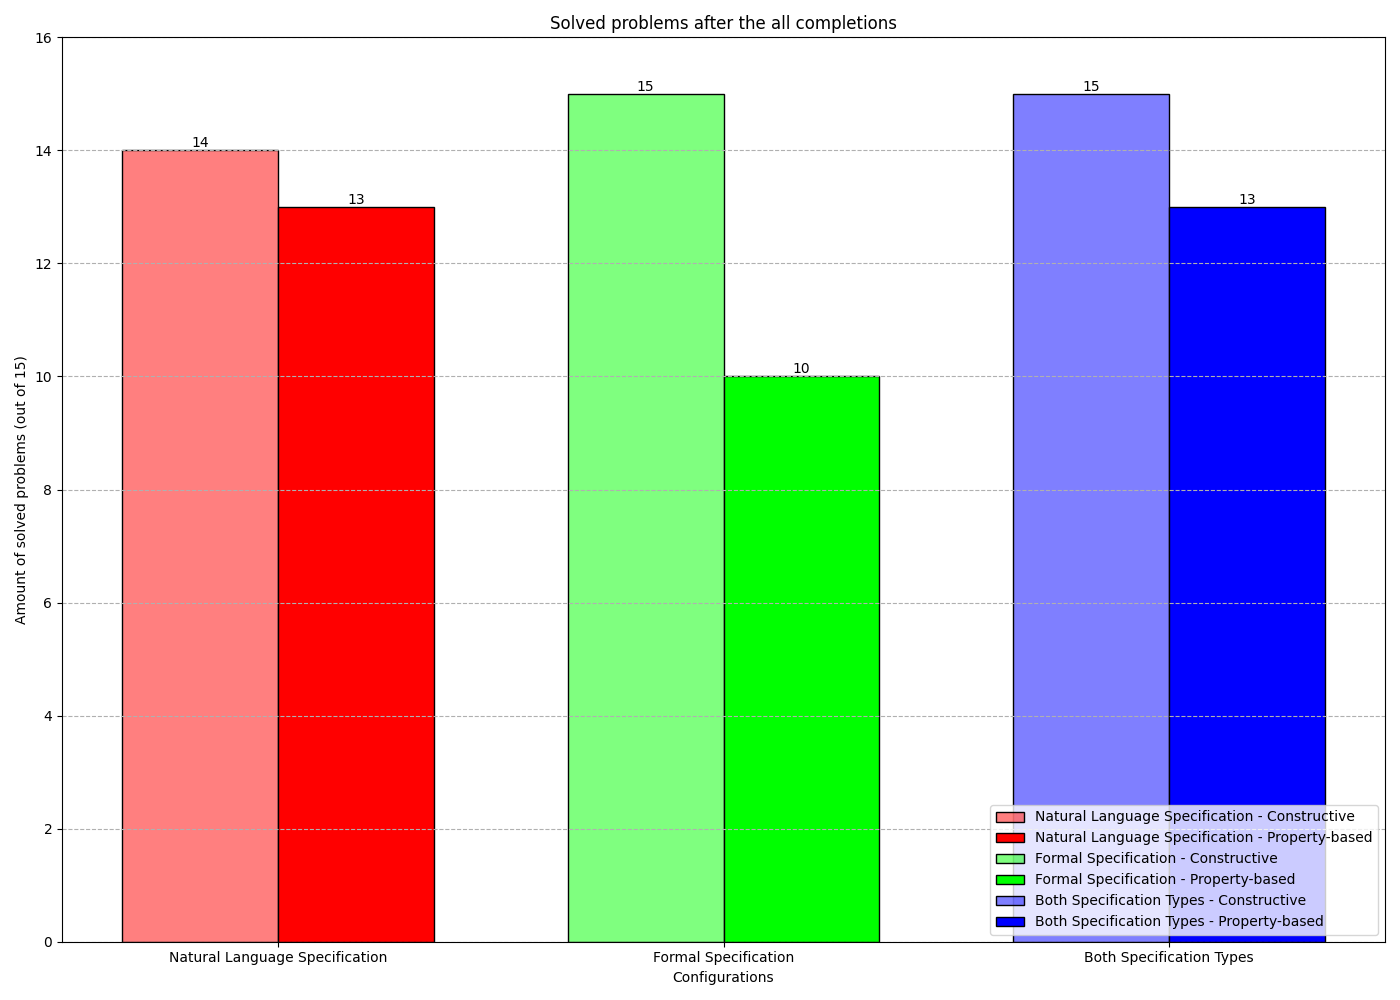 Solved problems after the all completions
Amount of solved problems (out of 15)
16
14
12
10
8
6
4
2
0
14
13
15
10
15
13
Natural Language Specification - Constructive
Natural Language Specification - Property-based
Formal Specification - Constructive
Formal Specification - Property-based
Both Specification Types - Constructive
Both Specification Types - Property-based
Natural Language Specification
Formal Specification
Both Specification Types
Configurations